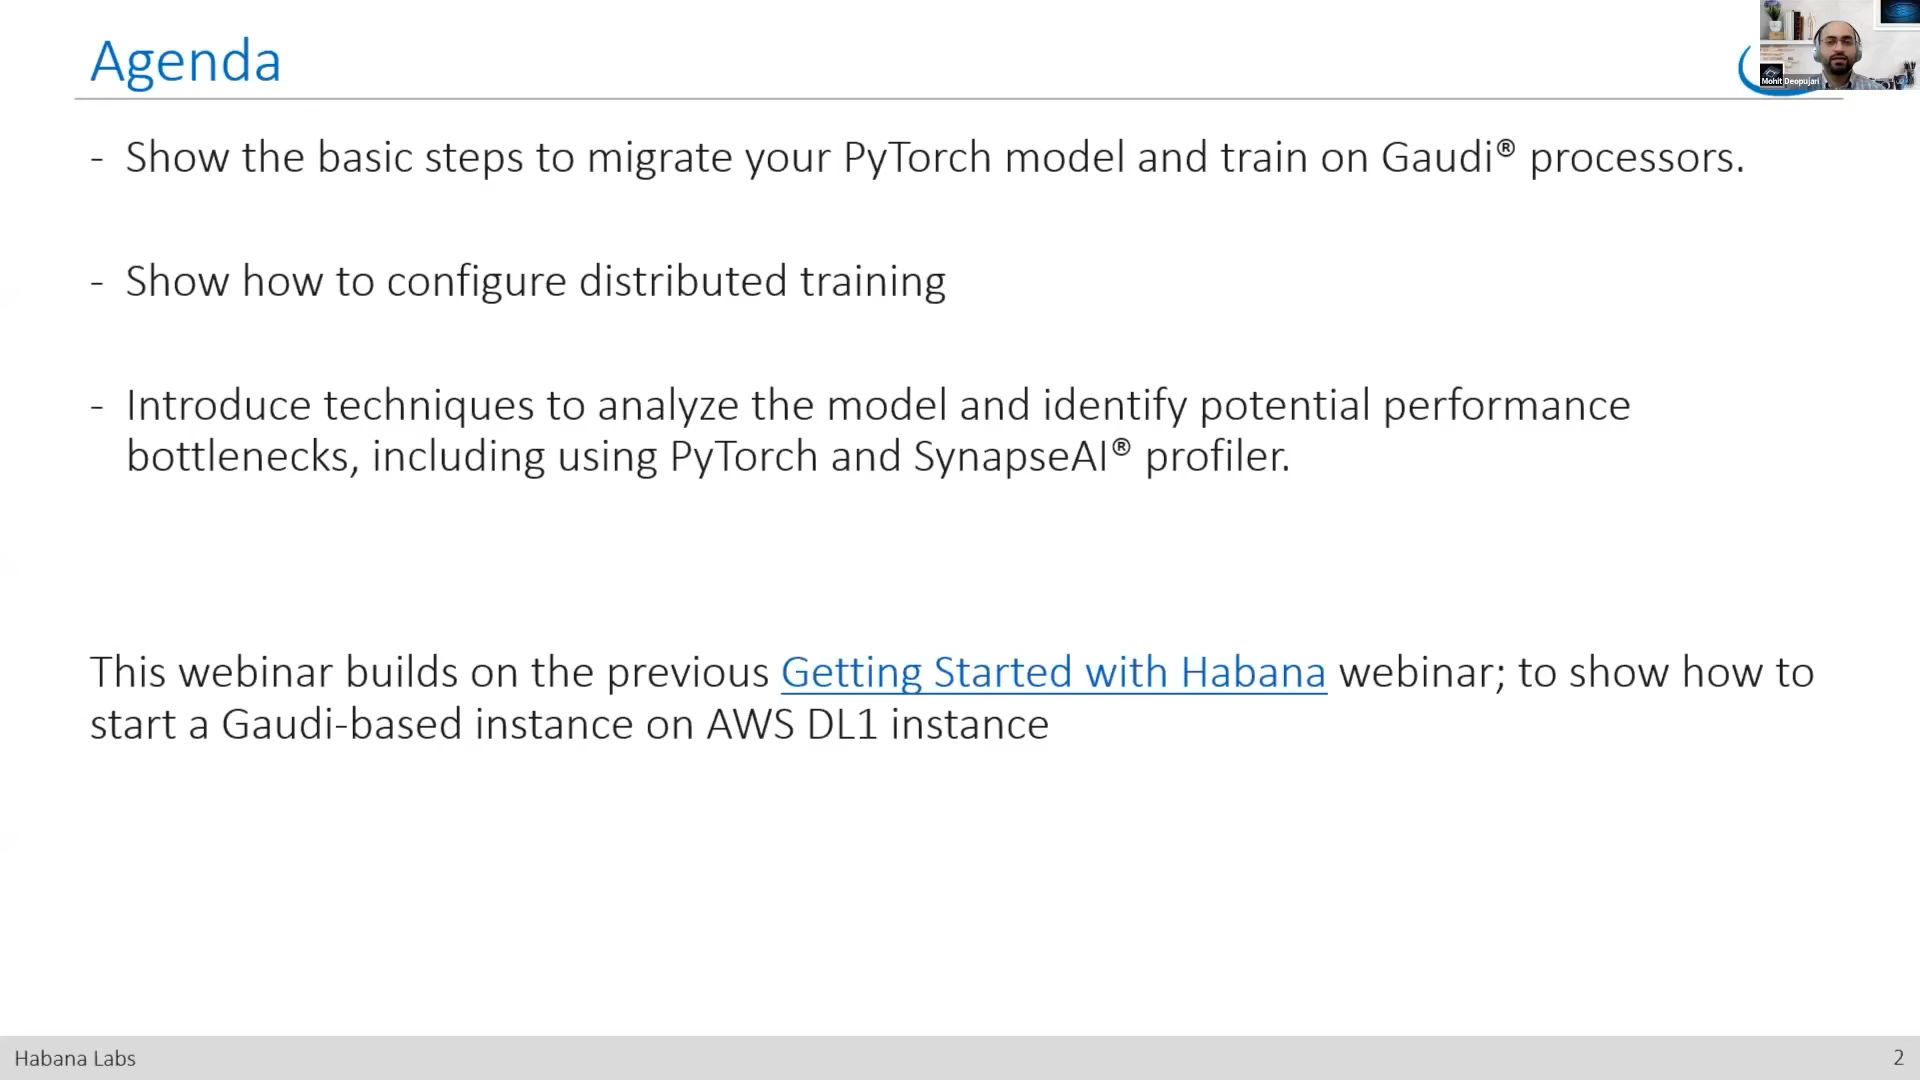 Agenda
Mohit Deopujari
- Show the basic steps to migrate your PyTorch model and train on Gaudi® processors.
- Show how to configure distributed training
- Introduce techniques to analyze the model and identify potential performance
bottlenecks, including using PyTorch and SynapseAI® profiler.
This webinar builds on the previous Getting Started with Habana webinar; to show how to
start a Gaudi-based instance on AWS DL1 instance
Habana Labs
2